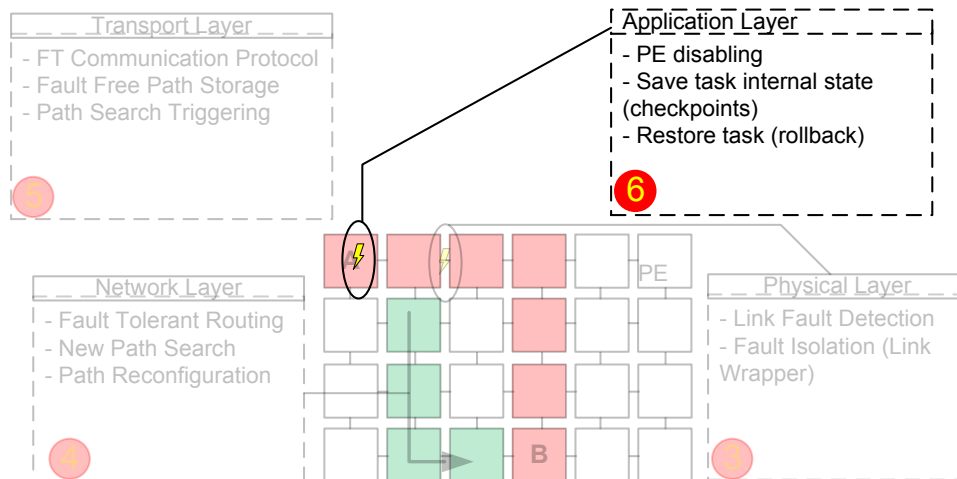 Transport Layer
- FT Communication Protocol
- Fault Free Path Storage
- Path Search Triggering
5
Application Layer
- PE disabling
- Save task internal state
(checkpoints)
- Restore task (rollback)
6
A
PE
Network Layer
- Fault Tolerant Routing
- New Path Search
- Path Reconfiguration
4
B
Physical Layer
- Link Fault Detection
- Fault Isolation (Link
Wrapper)
3